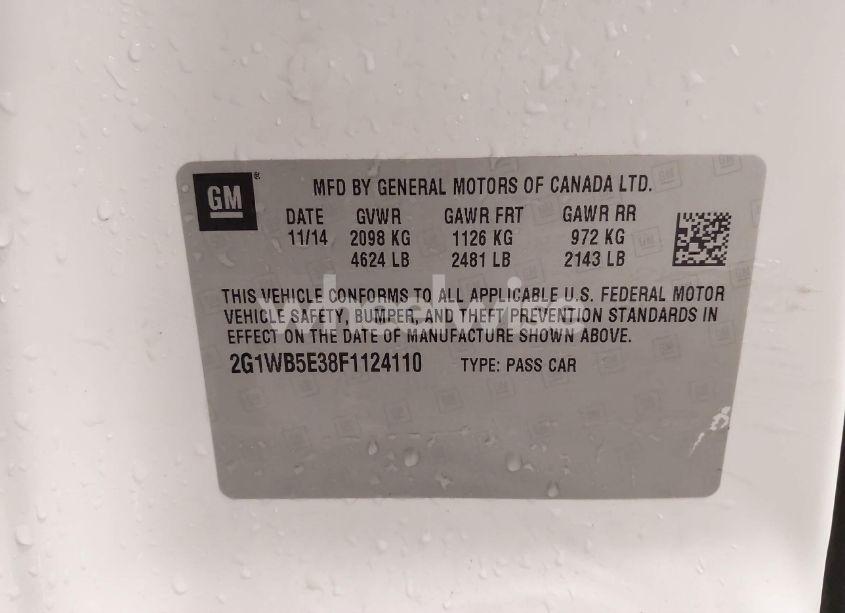 GM ®
MFD BY GENERAL MOTORS OF CANADA LTD.
DATE GVWR GAWR FRT GAWR RR
11/14 2098 KG 1126 KG 972 KG
4624 LB 2481 LB 2143 LB
THIS VEHICLE CONFORMS TO ALL APPLICABLE U.S. FEDERAL MOTOR
VEHICLE SAFETY, BUMPER, AND THEFT PREVENTION STANDARDS IN
EFFECT ON THE DATE OF MANUFACTURE SHOWN ABOVE.
2G1WB5E38F1124110 TYPE: PASS CAR